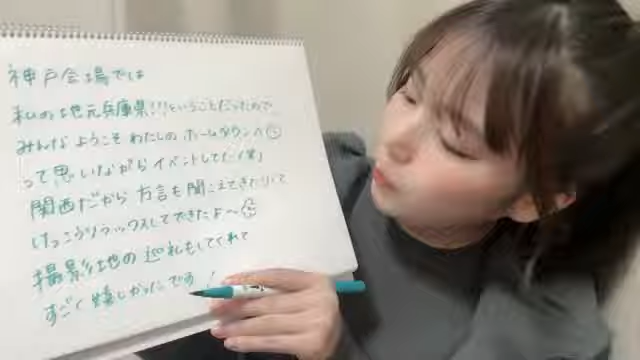 神戸会場では
私の地元兵庫県!!!ということだったので
みんなようこそ わたしの ホームタウンへ
って思いながら イベントしてた(笑)
関西だから 方言も聞こえてきたりして
けっこうリラックスしてできたよ〜
撮影地の 巡礼もしてくれて
すごく嬉しかったです!